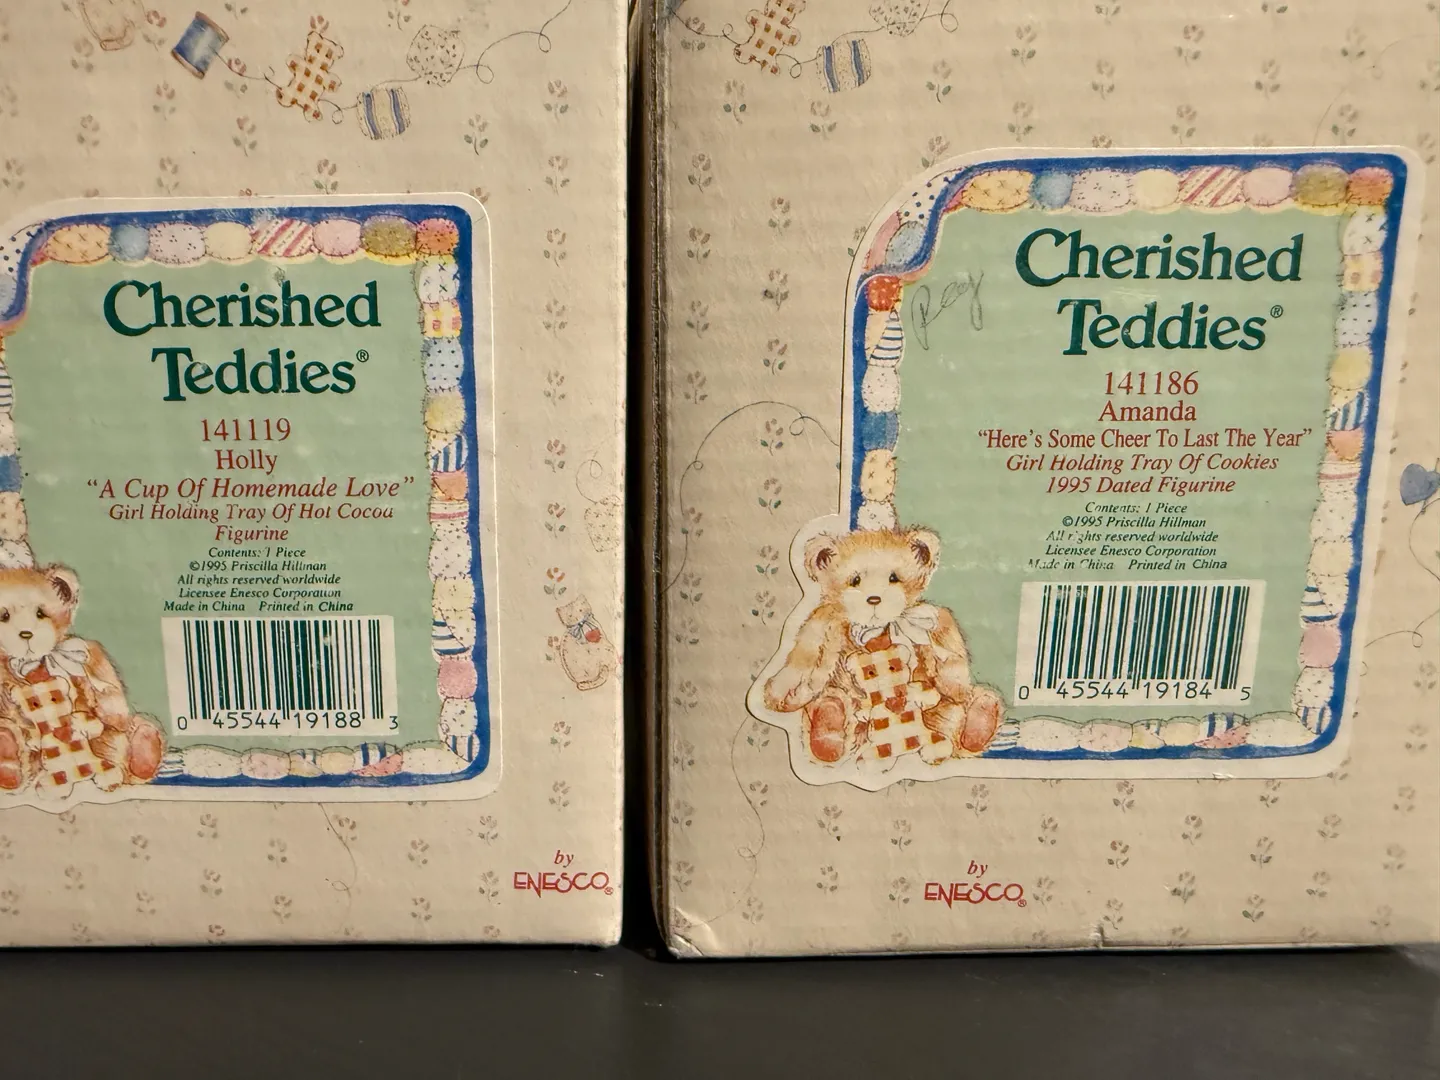 Cherished
Teddies®
141119
Holly
"A Cup Of Homemade Love"
Girl Holding Tray Of Hot Cocoa
Figurine
Contents: 1 Piece
©1995 Priscilla Hillman
All rights reserved worldwide
Licensee Enesco Corporation
Made in China Printed in China
0 45544 19188 3
by
ENESCO®
Cherished
Teddies®
141186
Amanda
"Here's Some Cheer To Last The Year"
Girl Holding Tray Of Cookies
1995 Dated Figurine
Contents: 1 Piece
©1995 Priscilla Hillman
All rights reserved worldwide
Licensee Enesco Corporation
Made in China Printed in China
0 45544 19184 5
by
ENESCO®